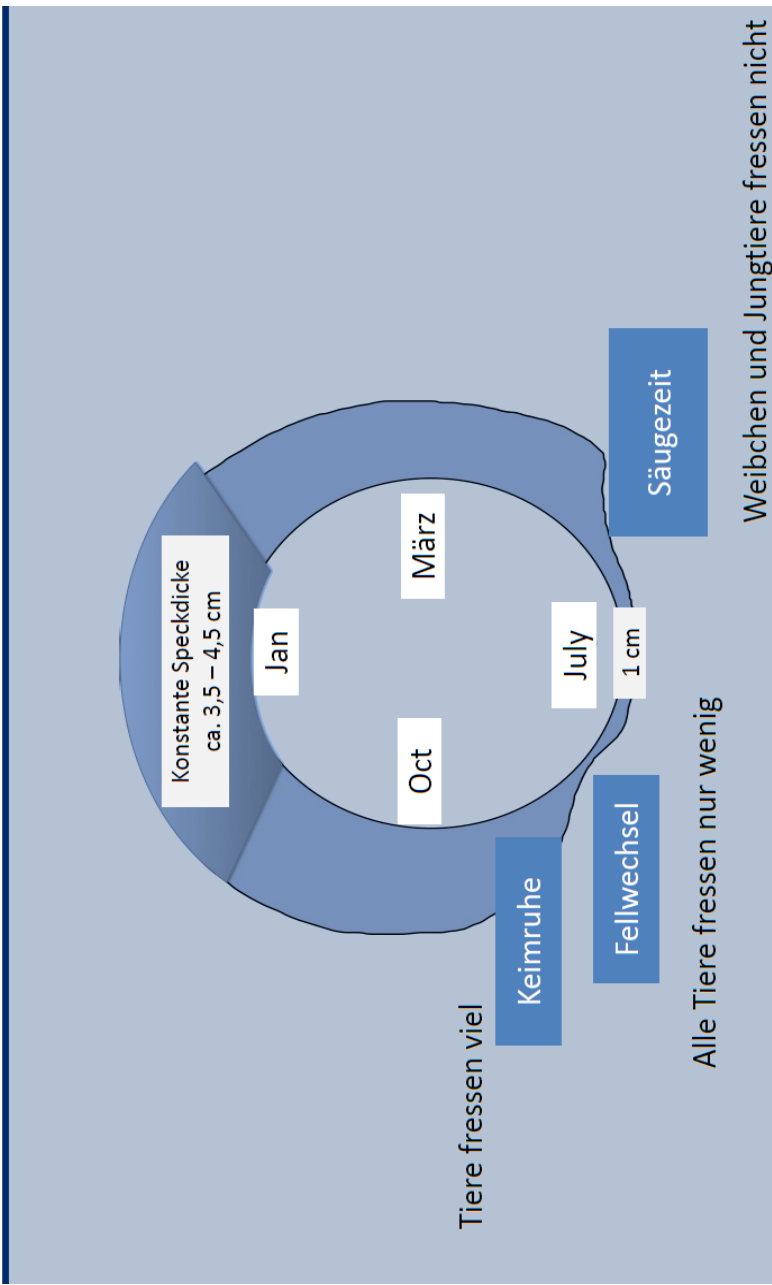 Konstante Speckdicke
ca. 3,5 – 4,5 cm
Jan
Oct
März
Tiere fressen viel
Keimruhe
July
Fellwechsel
1 cm
Säugezeit
Alle Tiere fressen nur wenig
Weibchen und Jungtiere fressen nicht